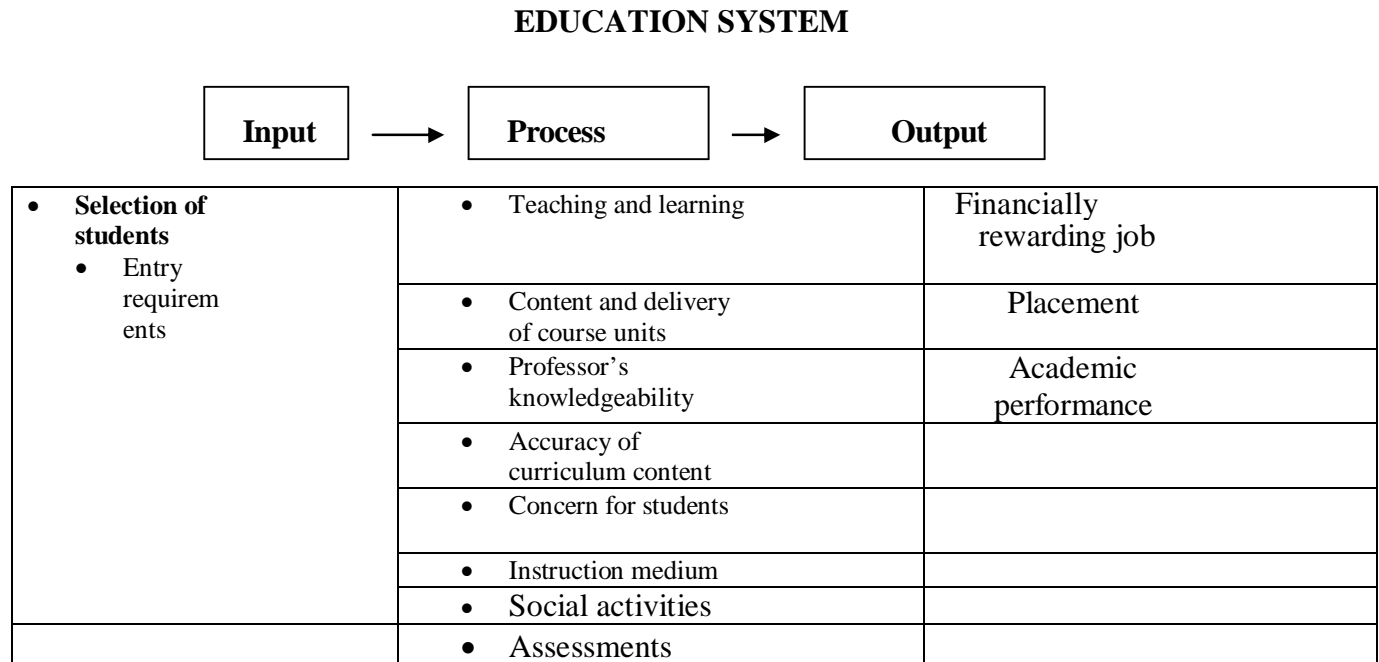 EDUCATION SYSTEM
Input
Process
Output
• Selection of
students
• Entry
requirem
ents
• Teaching and learning
Financially
rewarding job
• Content and delivery
of course units
Placement
• Professor’s
knowledgeability
Academic
performance
• Accuracy of
curriculum content
• Concern for students
• Instruction medium
• Social activities
• Assessments